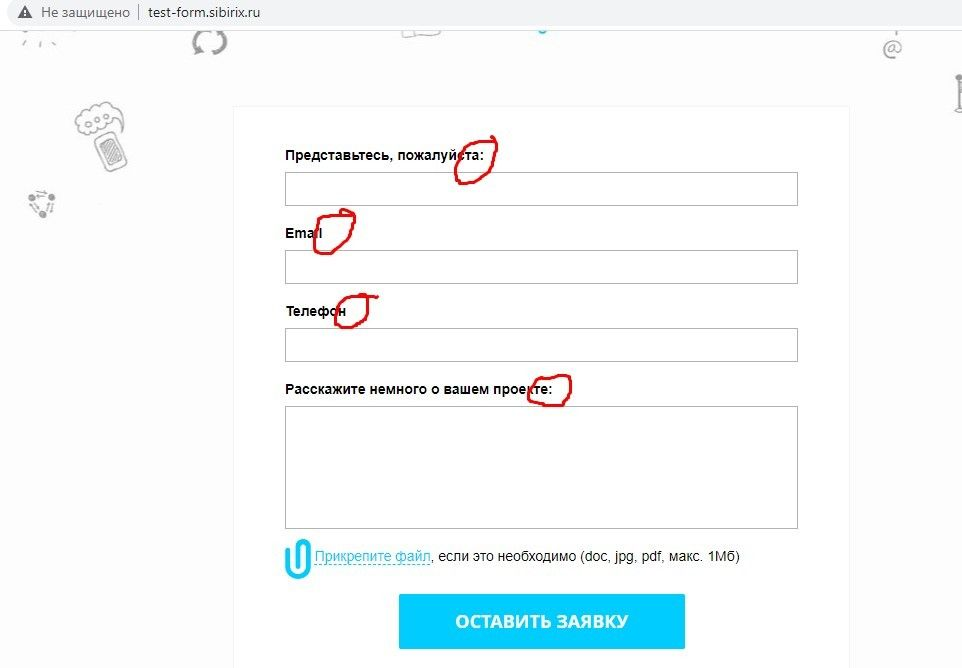 Не защищено test-form.sibirix.ru
@
Представьтесь, пожалуйста:
Email
Телефон
Расскажите немного о вашем проекте:
Прикрепите файл, если это необходимо (doc, jpg, pdf, макс. 1Мб)
ОСТАВИТЬ ЗАЯВКУ